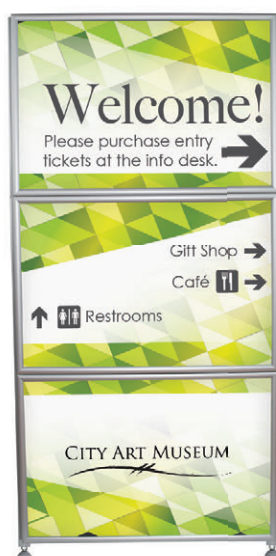 Welcome!
Please purchase entry
tickets at the info desk.
Gift Shop
Café
Restrooms
CITY ART MUSEUM